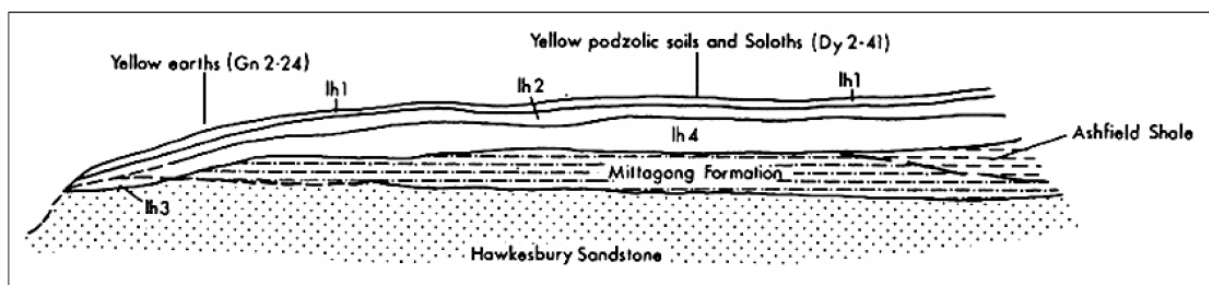 Yellow podzolic soils and Soloths (Dy 2·41)
Yellow earths (Gn 2·24)
lh1
lh2
lh1
lh4
Ashfield Shale
Mittagong Formation
lh3
Hawkesbury Sandstone